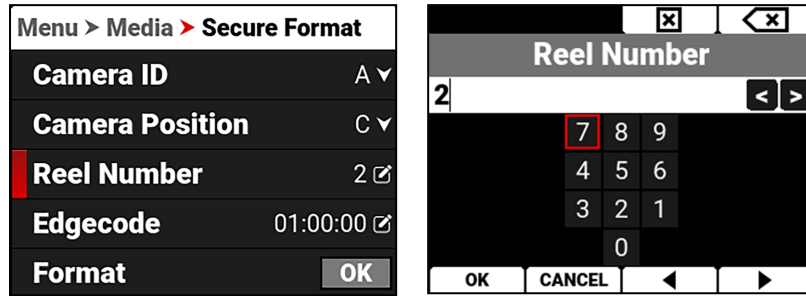 Menu > Media > Secure Format
Camera ID A
Camera Position C
Reel Number 2
Edgecode 01:00:00
Format OK
Reel Number
2
< >
7 8 9
4 5 6
3 2 1
0
OK CANCEL